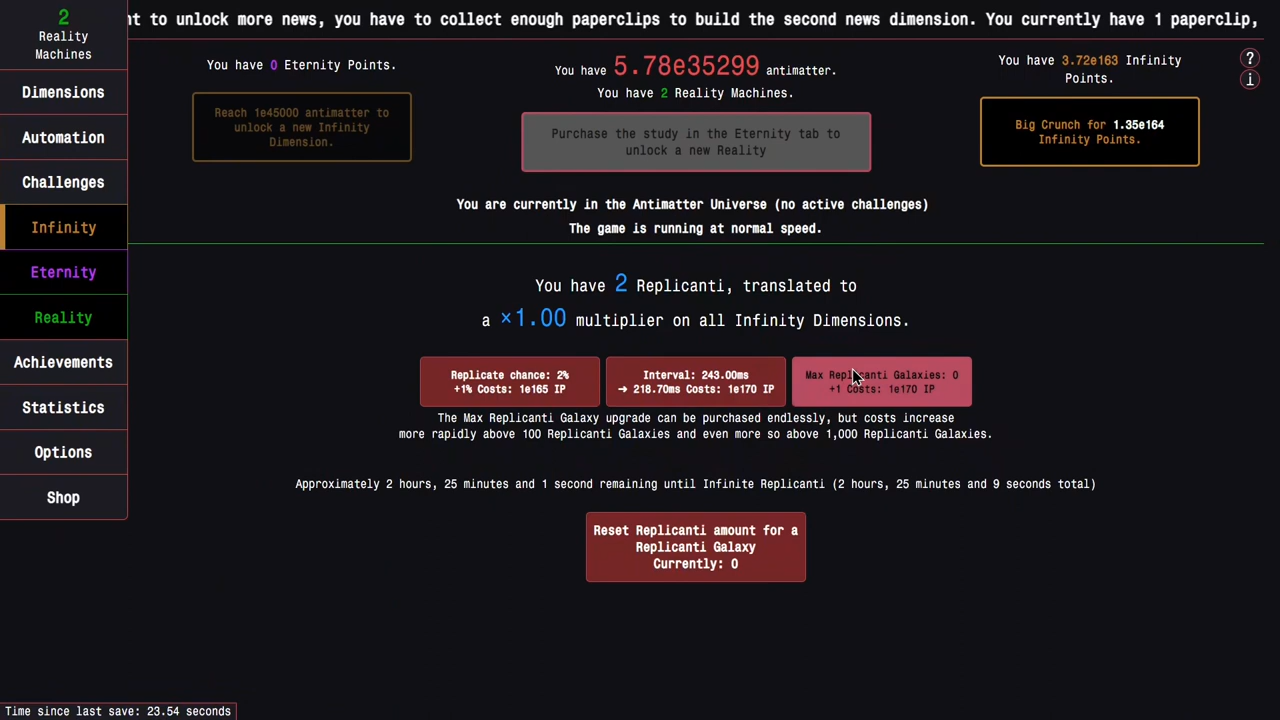 nt to unlock more news, you have to collect enough paperclips to build the second news dimension. You currently have 1 paperclip,
2
Reality
Machines
Dimensions
Automation
Challenges
Infinity
Eternity
Reality
Achievements
Statistics
Options
Shop
You have 0 Eternity Points.
Reach 1e45000 antimatter to
unlock a new Infinity
Dimension.
You have 5.78e35299 antimatter.
You have 2 Reality Machines.
Purchase the study in the Eternity tab to
unlock a new Reality
You have 3.72e163 Infinity
Points.
Big Crunch for 1.35e164
Infinity Points.
?
i
You are currently in the Antimatter Universe (no active challenges)
The game is running at normal speed.
You have 2 Replicanti, translated to
a ×1.00 multiplier on all Infinity Dimensions.
Replicate chance: 2%
+1% Costs: 1e165 IP
Interval: 243.00ms
➜ 218.70ms Costs: 1e170 IP
Max Replicanti Galaxies: 0
+1 Costs: 1e170 IP
The Max Replicanti Galaxy upgrade can be purchased endlessly, but costs increase
more rapidly above 100 Replicanti Galaxies and even more so above 1,000 Replicanti Galaxies.
Approximately 2 hours, 25 minutes and 1 second remaining until Infinite Replicanti (2 hours, 25 minutes and 9 seconds total)
Reset Replicanti amount for a
Replicanti Galaxy
Currently: 0
Time since last save: 23.54 seconds